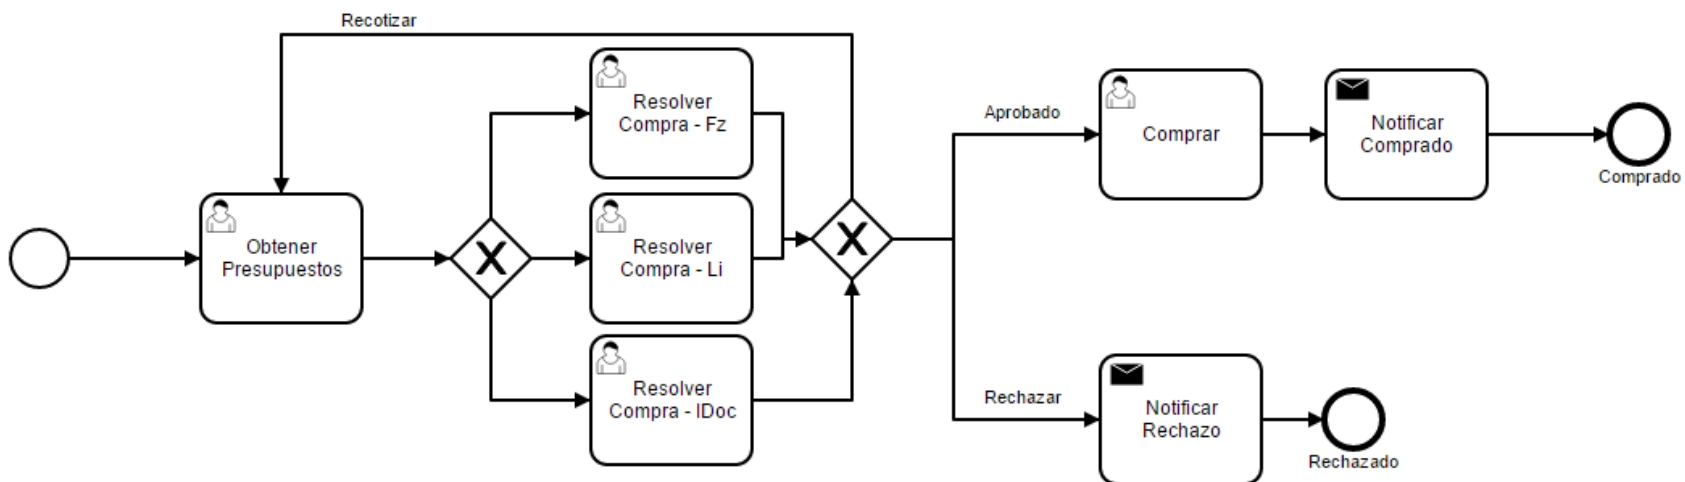 Recotizar
Obtener
Presupuestos
Resolver
Compra - Fz
Resolver
Compra - Li
Resolver
Compra - IDoc
Aprobado
Comprar
Notificar
Comprado
Comprado
Rechazar
Notificar
Rechazo
Rechazado